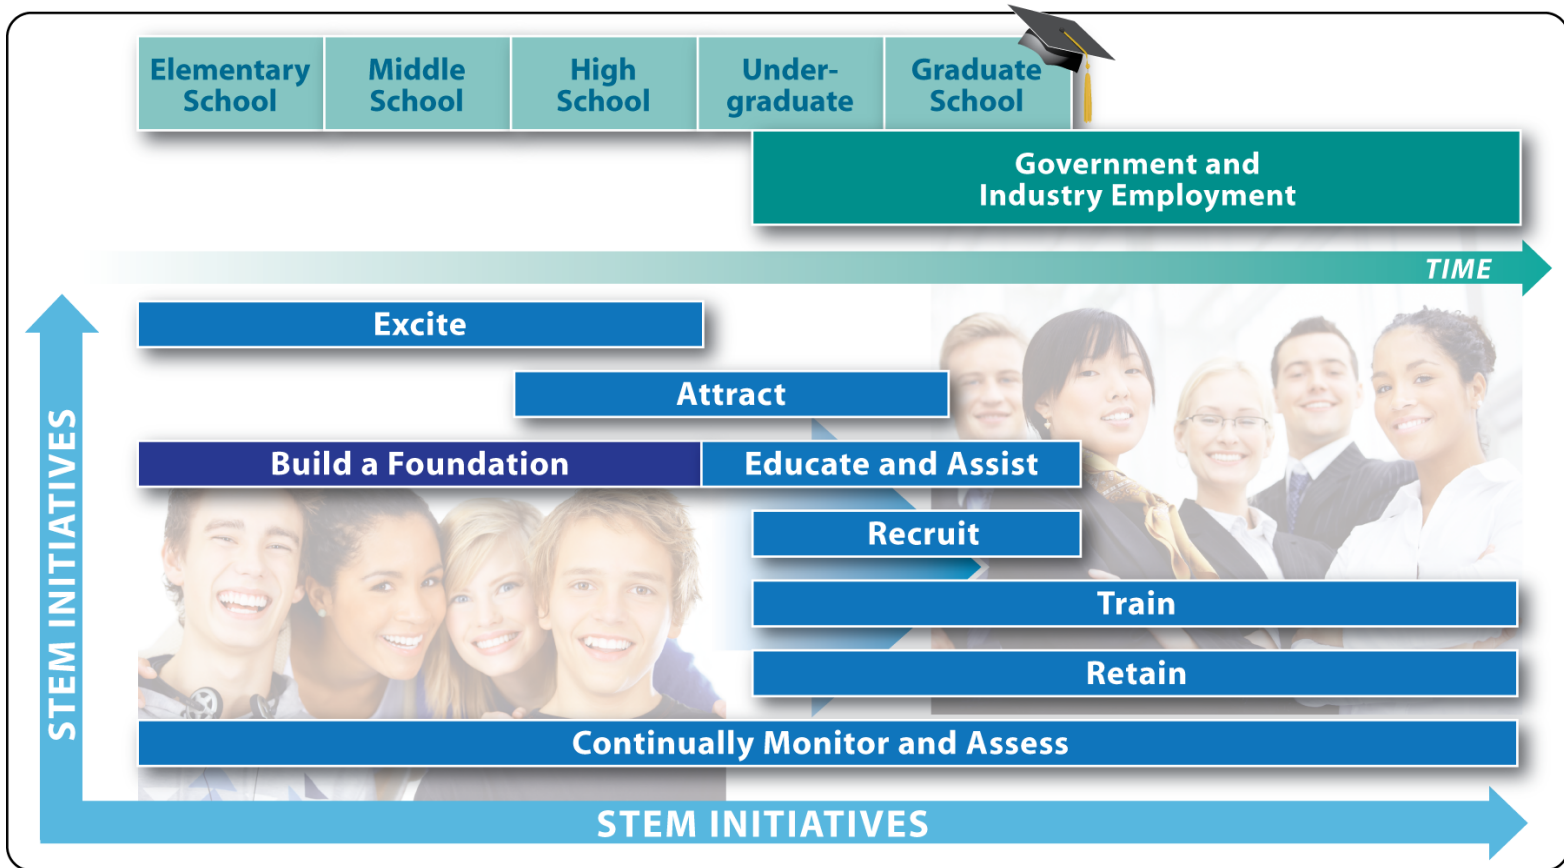 Elementary
School
Middle
School
High
School
Under-
graduate
Graduate
School
Government and
Industry Employment
TIME
Excite
Attract
Build a Foundation
Educate and Assist
Recruit
Train
Retain
Continually Monitor and Assess
STEM INITIATIVES
STEM INITIATIVES